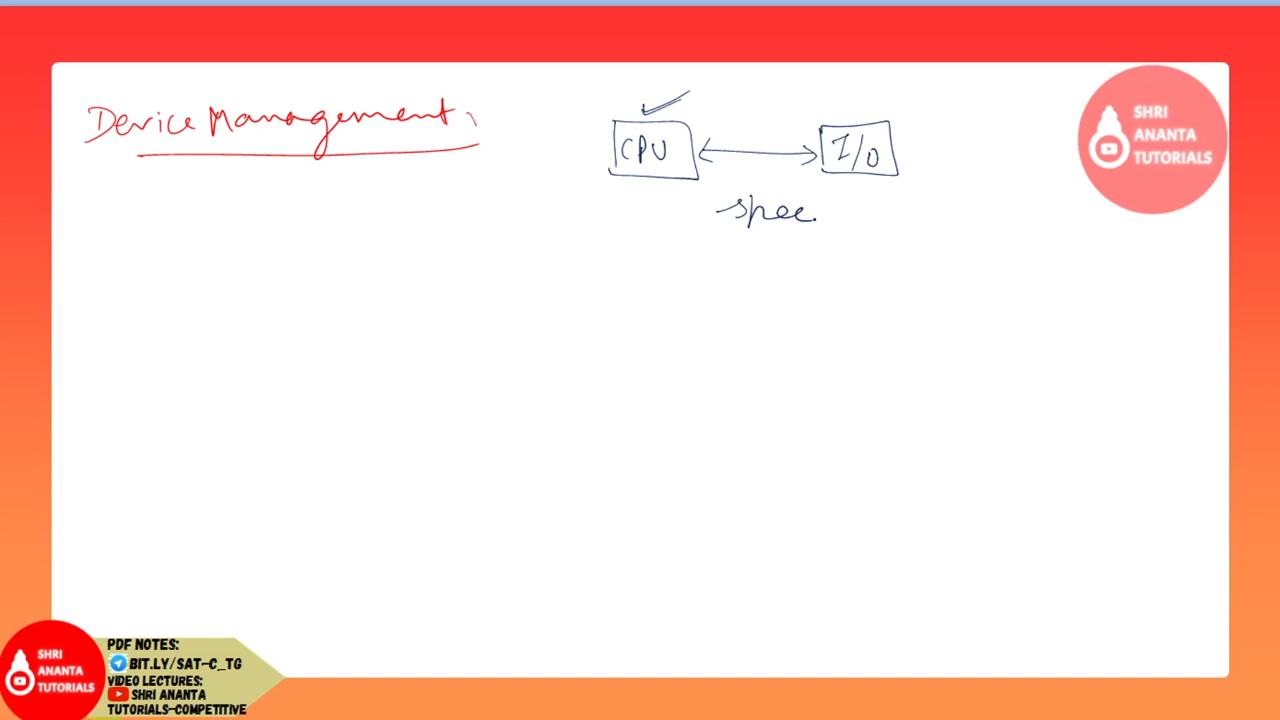 Device Management :
CPU
I/O
spee.
SHRI
ANANTA
TUTORIALS
SHRI
ANANTA
TUTORIALS
PDF NOTES:
BIT.LY/SAT-C_TG
VIDEO LECTURES:
SHRI ANANTA
TUTORIALS-COMPETITIVE